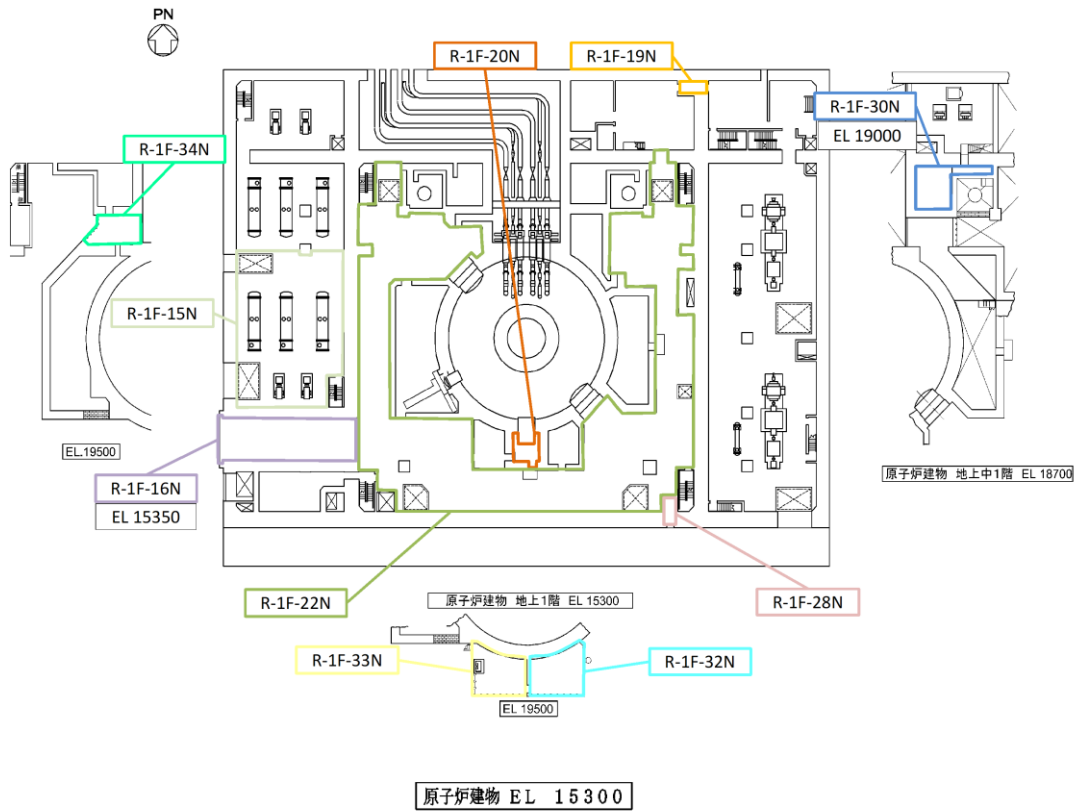 PN
R-1F-20N
R-1F-19N
R-1F-30N
EL 19000
R-1F-34N
R-1F-15N
EL.19500
R-1F-16N
EL 15350
原子炉建物 地上中1階 EL 18700
R-1F-22N
原子炉建物 地上1階 EL 15300
R-1F-28N
R-1F-33N
R-1F-32N
EL 19500
原子炉建物 EL 15300